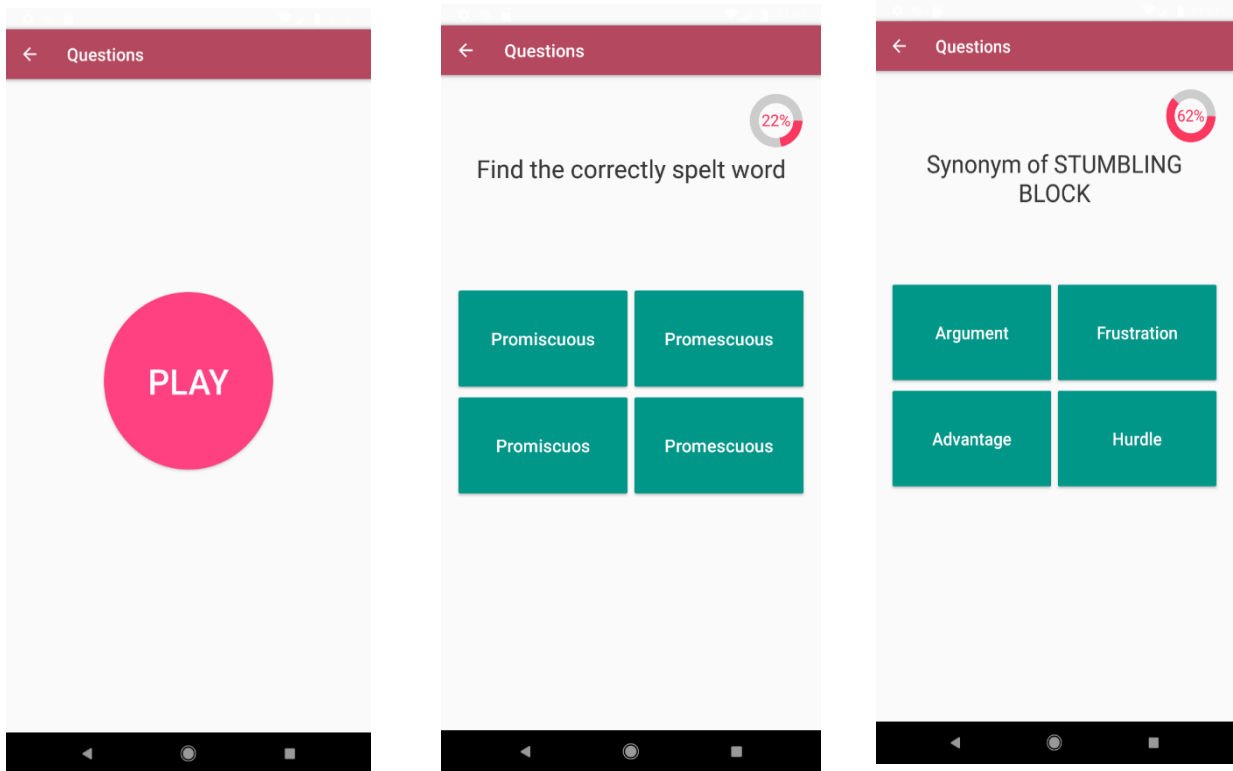 Questions
PLAY
Questions
22%
Find the correctly spelt word
Promiscuous
Promescuous
Promiscuos
Promescuous
Questions
62%
Synonym of STUMBLING
BLOCK
Argument
Frustration
Advantage
Hurdle